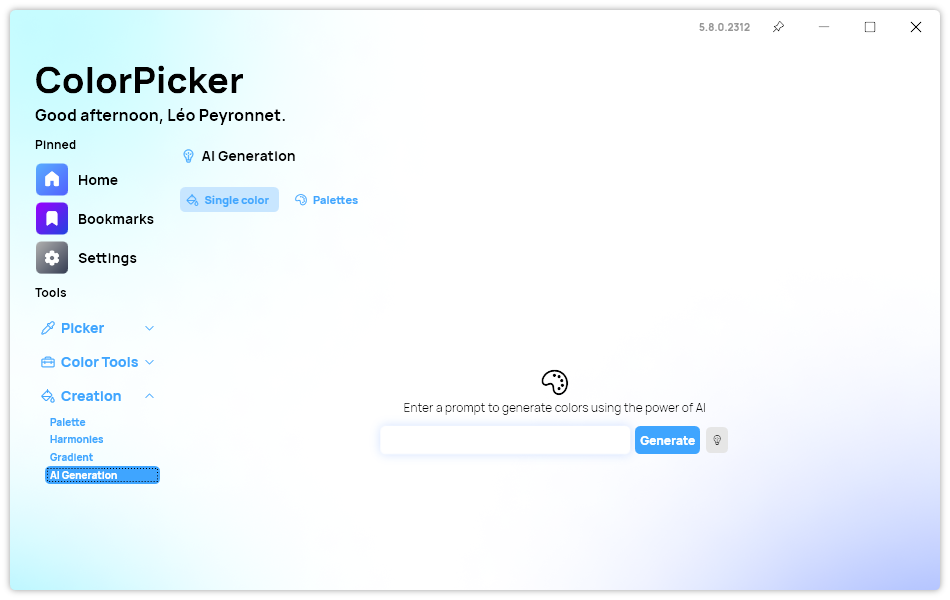 5.8.0.2312
ColorPicker
Good afternoon, Léo Peyronnet.
Pinned
Home
Bookmarks
Settings
Tools
Picker
Color Tools
Creation
Palette
Harmonies
Gradient
AI Generation
AI Generation
Single color Palettes
Enter a prompt to generate colors using the power of AI
Generate